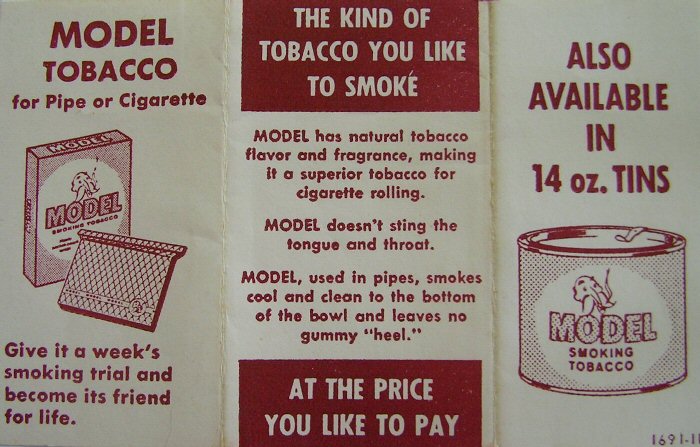 MODEL
TOBACCO
for Pipe or Cigarette
MODEL
MODEL
SMOKING TOBACCO
Give it a week's
smoking trial and
become its friend
for life.
THE KIND OF
TOBACCO YOU LIKE
TO SMOKE
MODEL has natural tobacco
flavor and fragrance, making
it a superior tobacco for
cigarette rolling.
MODEL doesn't sting the
tongue and throat.
MODEL, used in pipes, smokes
cool and clean to the bottom
of the bowl and leaves no
gummy "heel."
AT THE PRICE
YOU LIKE TO PAY
ALSO
AVAILABLE
IN
14 oz. TINS
MODEL
SMOKING
TOBACCO
1691-1